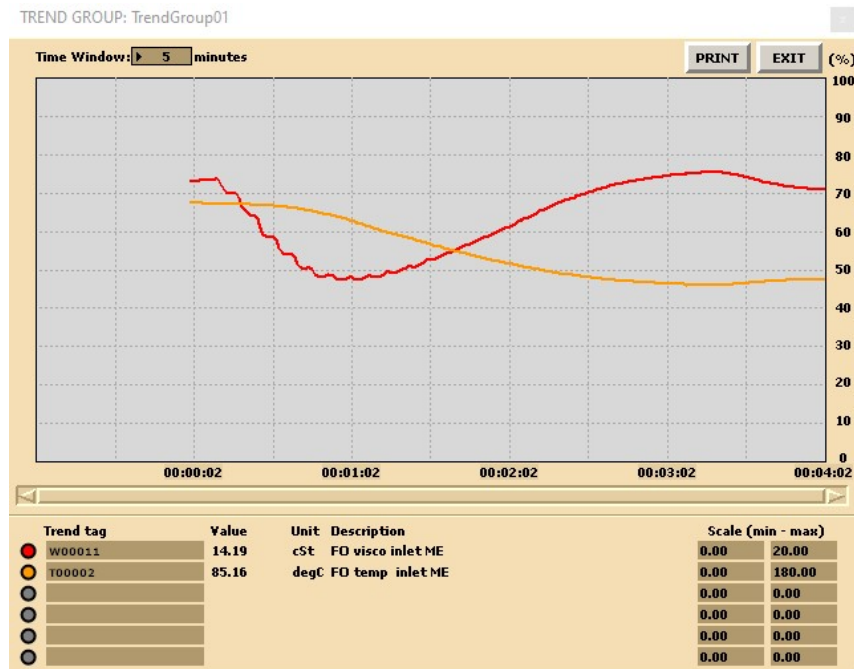 TREND GROUP: TrendGroup01
Time Window: 5 minutes PRINT EXIT (%)
100
90
80
70
60
50
40
30
20
10
0
00:00:02 00:01:02 00:02:02 00:03:02 00:04:02
Trend tag Value Unit Description Scale (min - max)
W00011 14.19 cSt FO visco inlet ME 0.00 20.00
T00002 85.16 degC FO temp inlet ME 0.00 180.00
0.00 0.00
0.00 0.00
0.00 0.00
0.00 0.00